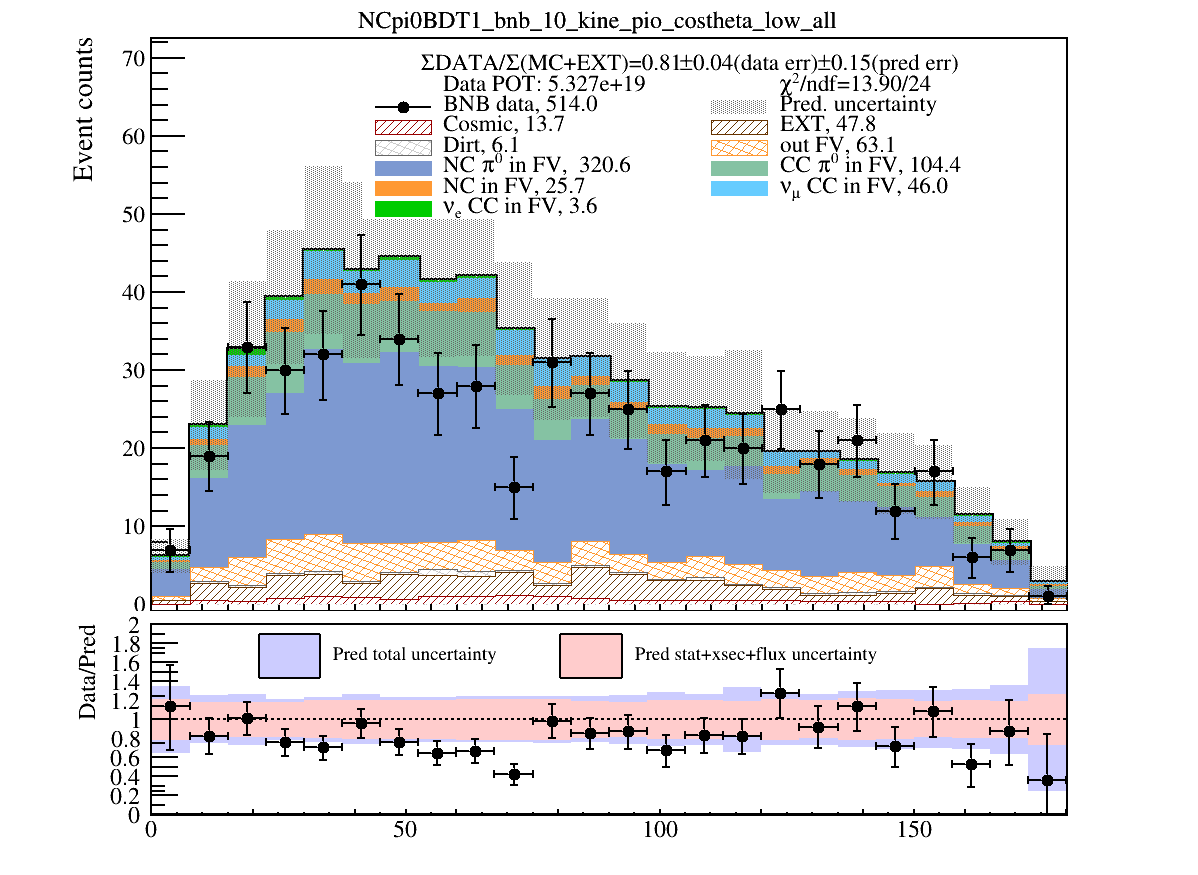 NCpi0BDT1_bnb_10_kine_pio_costheta_low_all
ΣDATA/Σ(MC+EXT)=0.81±0.04(data err)±0.15(pred err)
Data POT: 5.327e+19
χ²/ndf=13.90/24
BNB data, 514.0
Pred. uncertainty
Cosmic, 13.7
EXT, 47.8
Dirt, 6.1
out FV, 63.1
NC π⁰ in FV, 320.6
CC π⁰ in FV, 104.4
NC in FV, 25.7
νμ CC in FV, 46.0
νe CC in FV, 3.6
Event counts
70
60
50
40
30
20
10
0
Data/Pred
2
1.8
1.6
1.4
1.2
1
0.8
0.6
0.4
0.2
0
Pred total uncertainty
Pred stat+xsec+flux uncertainty
0
50
100
150